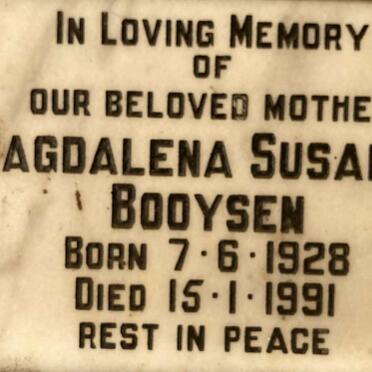 IN LOVING MEMORY
OF
OUR BELOVED MOTHE
AGDALENA SUSA
BOOYSEN
BORN 7·6·1928
DIED 15·1·1991
REST IN PEACE